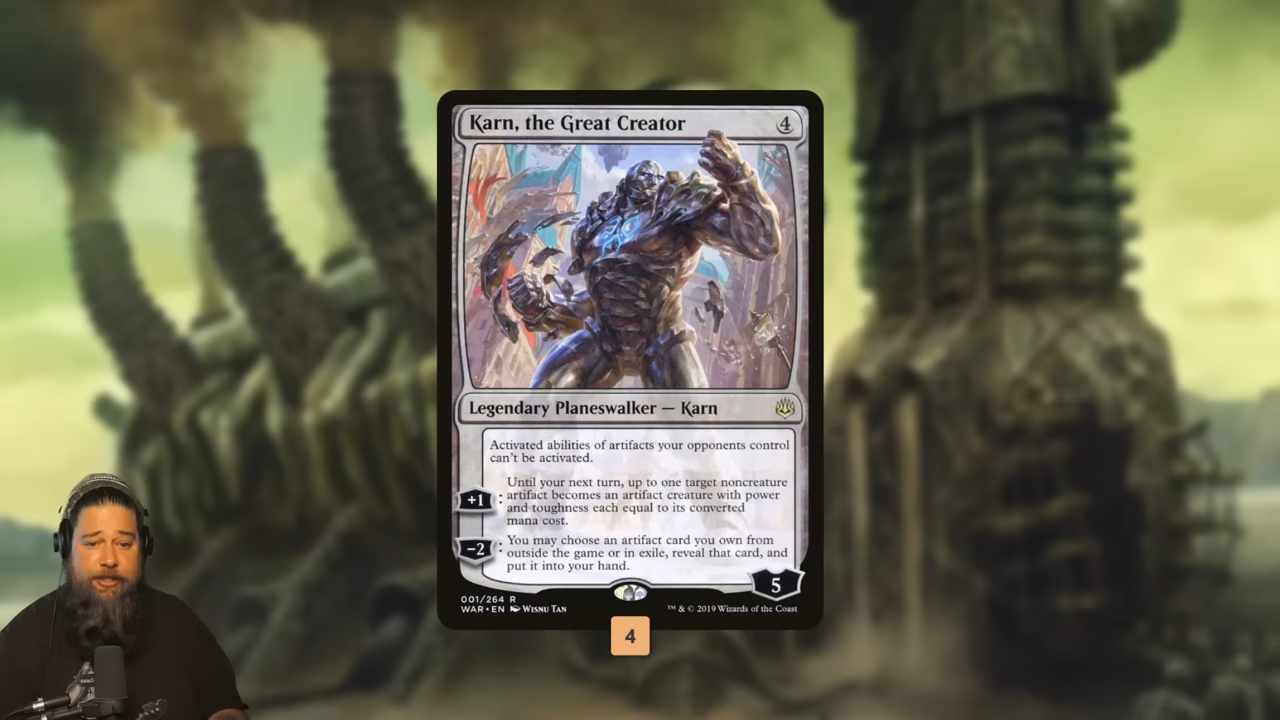 Karn, the Great Creator 4
Legendary Planeswalker — Karn
Activated abilities of artifacts your opponents control
can't be activated.
+1 : Until your next turn, up to one target noncreature
artifact becomes an artifact creature with power
and toughness each equal to its converted
mana cost.
−2 : You may choose an artifact card you own from
outside the game or in exile, reveal that card, and
put it into your hand.
5
001/264 R
WAR • EN Wisnu Tan
™ & © 2019 Wizards of the Coast
4